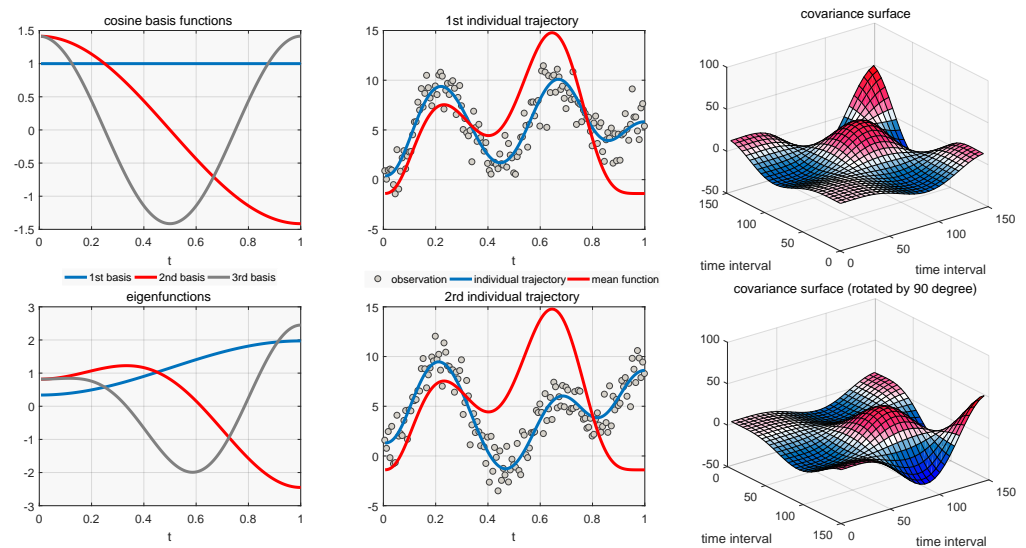 cosine basis functions
1.5
1
0.5
0
-0.5
-1
-1.5
0 0.2 0.4 0.6 0.8 1
t
1st basis 2nd basis 3rd basis
1st individual trajectory
15
10
5
0
-5
0 0.2 0.4 0.6 0.8 1
t
observation individual trajectory mean function
covariance surface
100
50
0
-50
150
100
50
0
0
50
100
150
time interval
time interval
eigenfunctions
3
2
1
0
-1
-2
-3
0 0.2 0.4 0.6 0.8 1
t
2rd individual trajectory
15
10
5
0
-5
0 0.2 0.4 0.6 0.8 1
t
covariance surface (rotated by 90 degree)
100
50
0
-50
0
50
100
150
0
50
100
150
time interval
time interval